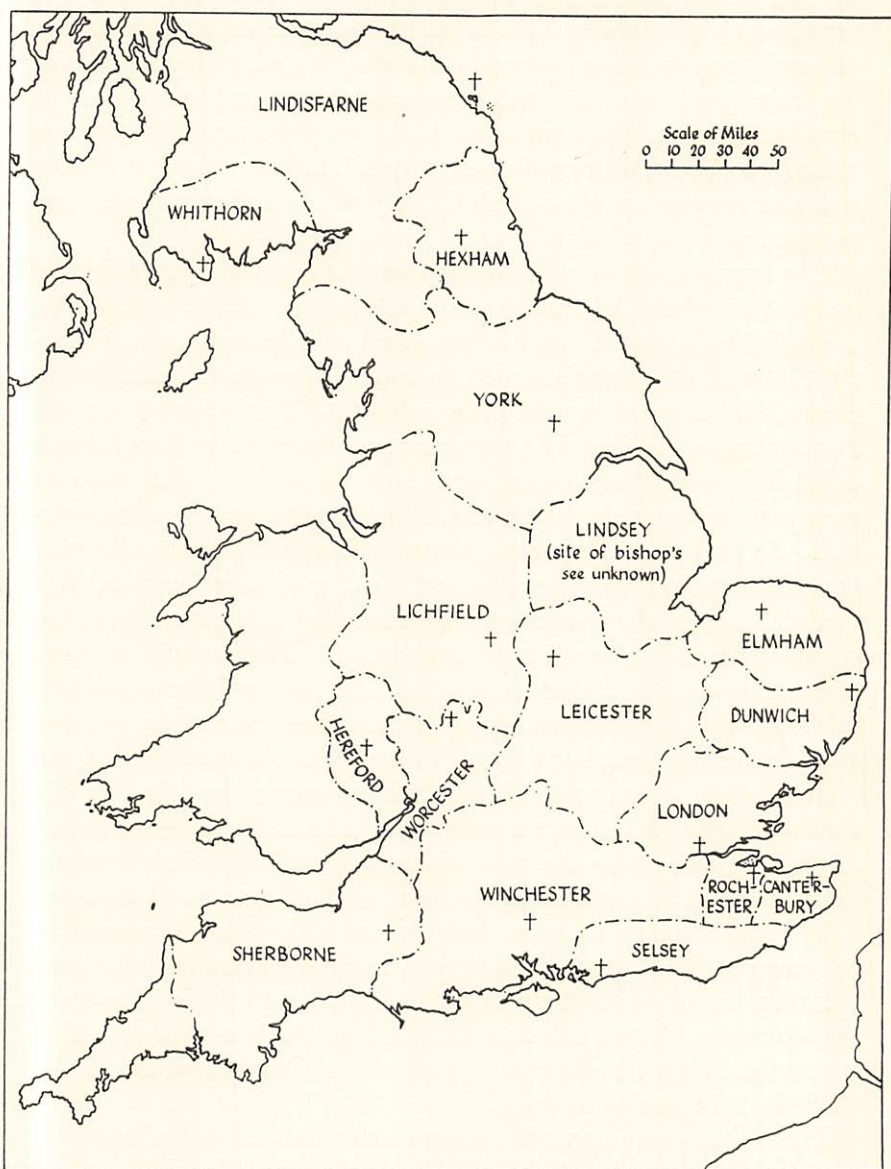 LINDISFARNE
Scale of Miles
0 10 20 30 40 50
WHITHORN
HEXHAM
YORK
LINDSEY
(site of bishop's
see unknown)
LICHFIELD
ELMHAM
LEICESTER
DUNWICH
HEREFORD
WORCESTER
LONDON
WINCHESTER
ROCH-
ESTER
CANTER-
BURY
SHERBORNE
SELSEY